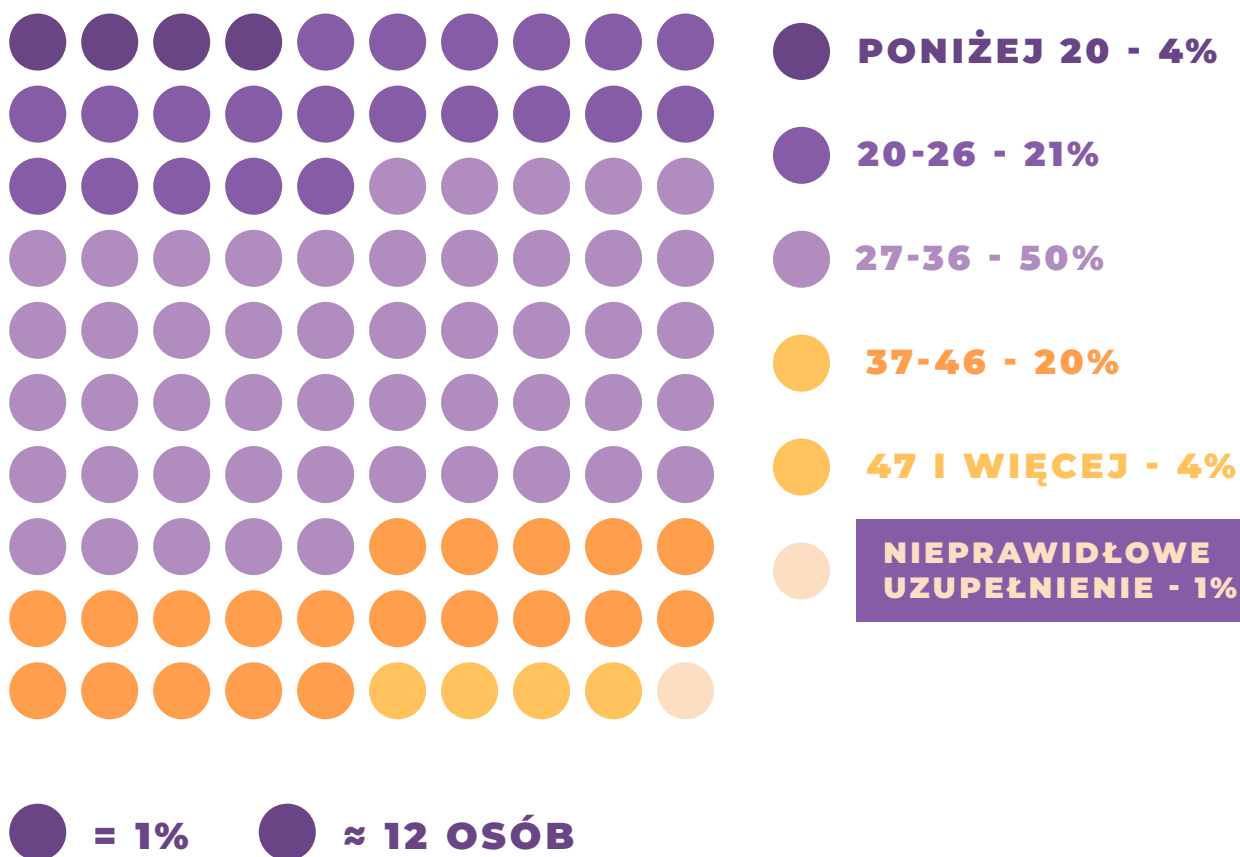 PONIŻEJ 20 - 4%
20-26 - 21%
27-36 - 50%
37-46 - 20%
47 I WIĘCEJ - 4%
NIEPRAWIDŁOWE
UZUPEŁNIENIE - 1%
= 1%
≈ 12 OSÓB